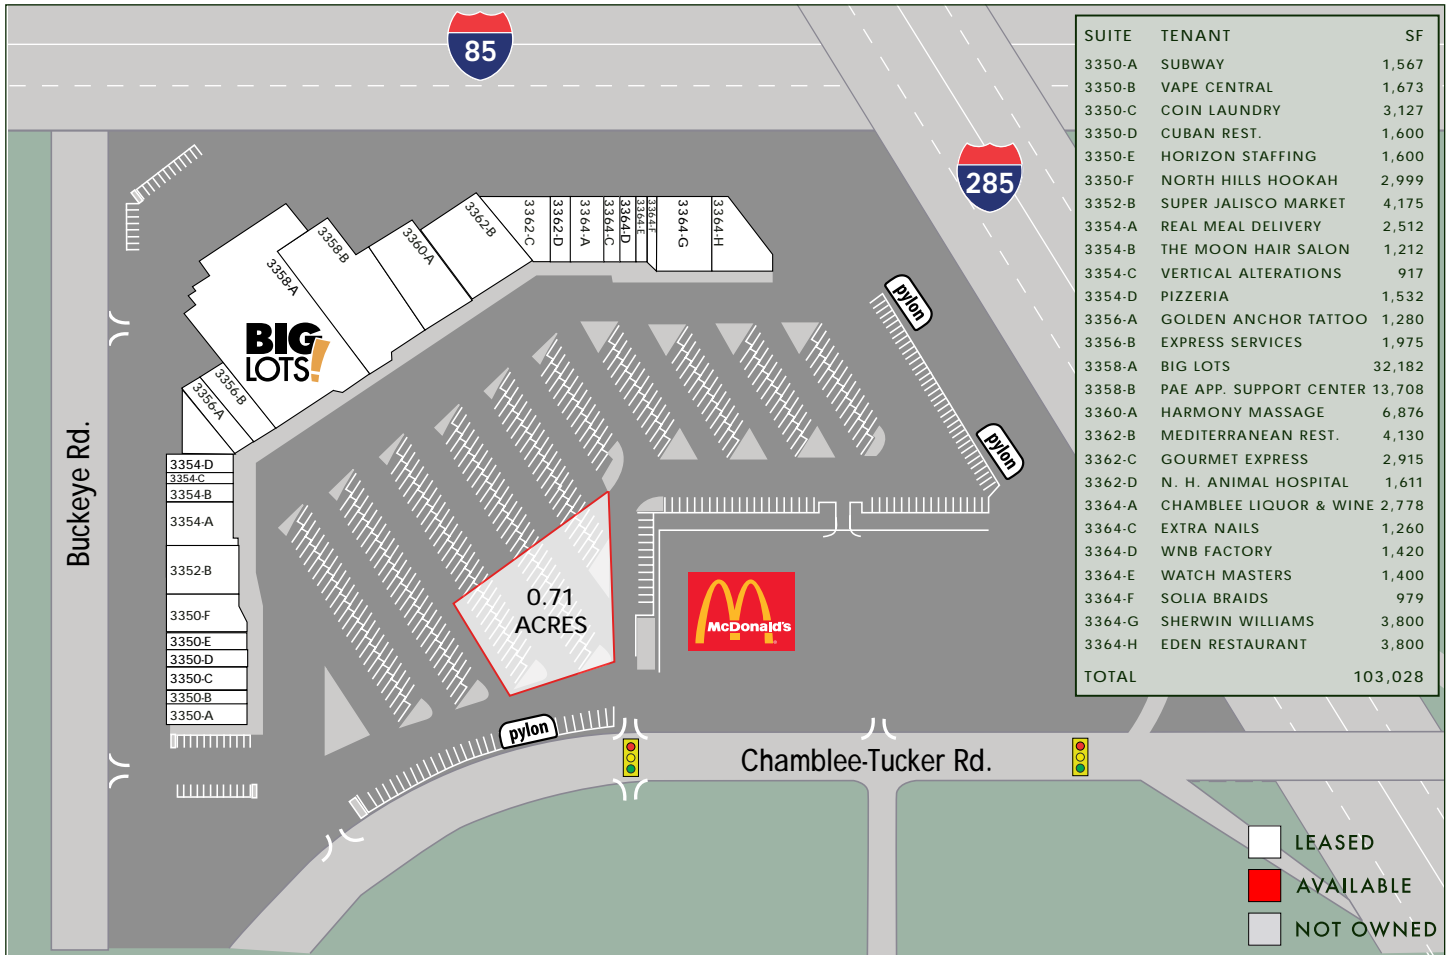 85
285
SUITE TENANT SF
3350-A SUBWAY 1,567
3350-B VAPE CENTRAL 1,673
3350-C COIN LAUNDRY 3,127
3350-D CUBAN REST. 1,600
3350-E HORIZON STAFFING 1,600
3350-F NORTH HILLS HOOKAH 2,999
3352-B SUPER JALISCO MARKET 4,175
3354-A REAL MEAL DELIVERY 2,512
3354-B THE MOON HAIR SALON 1,212
3354-C VERTICAL ALTERATIONS 917
3354-D PIZZERIA 1,532
3356-A GOLDEN ANCHOR TATTOO 1,280
3356-B EXPRESS SERVICES 1,975
3358-A BIG LOTS 32,182
3358-B PAE APP. SUPPORT CENTER 13,708
3360-A HARMONY MASSAGE 6,876
3362-B MEDITERRANEAN REST. 4,130
3362-C GOURMET EXPRESS 2,915
3362-D N. H. ANIMAL HOSPITAL 1,611
3364-A CHAMBLEE LIQUOR & WINE 2,778
3364-C EXTRA NAILS 1,260
3364-D WNB FACTORY 1,420
3364-E WATCH MASTERS 1,400
3364-F SOLIA BRAIDS 979
3364-G SHERWIN WILLIAMS 3,800
3364-H EDEN RESTAURANT 3,800
TOTAL 103,028
3362-B
3362-C
3362-D
3364-A
3364-C
3364-D
3364-E
3364-F
3364-G
3364-H
3360-A
3358-B
3358-A
BIG
LOTS!
3356-B
3356-A
3354-D
3354-C
3354-B
3354-A
3352-B
3350-F
3350-E
3350-D
3350-C
3350-B
3350-A
Buckeye Rd.
pylon
pylon
0.71
ACRES
McDonald's
pylon
Chamblee-Tucker Rd.
LEASED
AVAILABLE
NOT OWNED